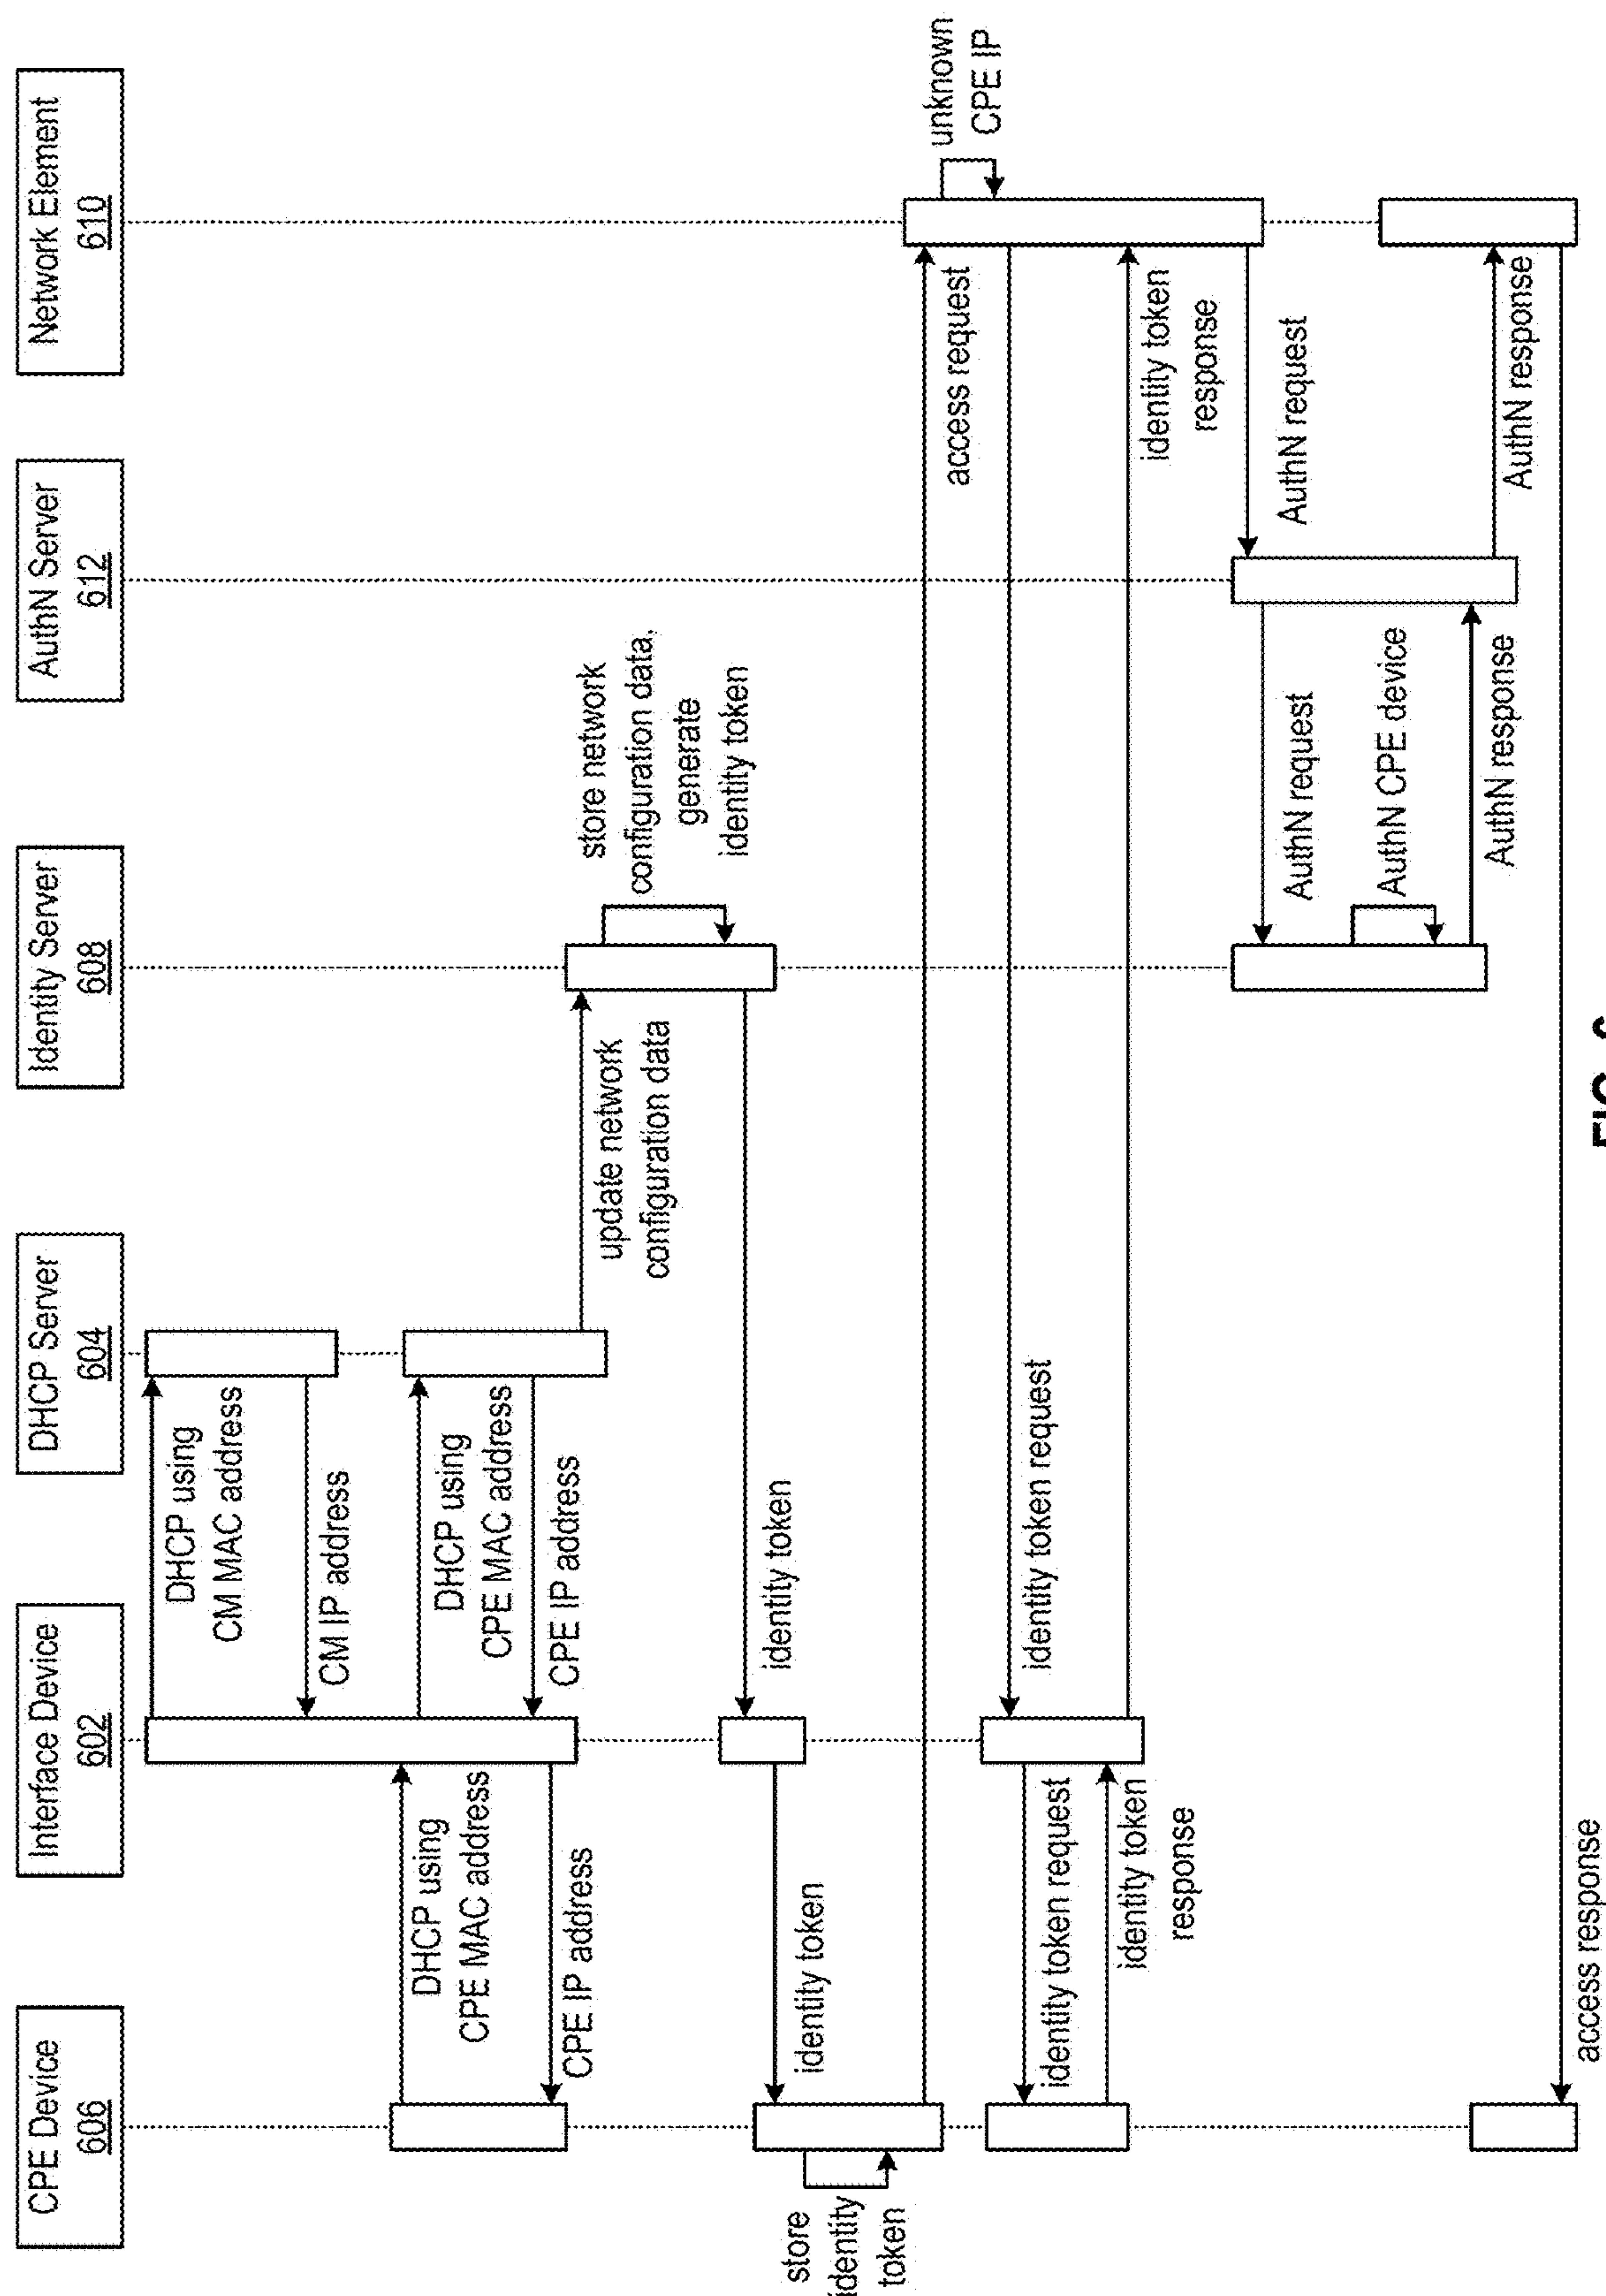 CPE Device
606
Interface Device
602
DHCP Server
604
Identity Server
608
AuthN Server
612
Network Element
610
DHCP using
CM MAC address
CM IP address
DHCP using
CPE MAC address
DHCP using
CPE MAC address
CPE IP address
CPE IP address
update network
configuration data
store network
configuration data,
generate
identity token
identity token
identity token
store
identity
token
access request
unknown
CPE IP
identity token request
identity token request
identity token
response
identity token
response
AuthN request
AuthN request
AuthN CPE device
AuthN response
AuthN response
access response